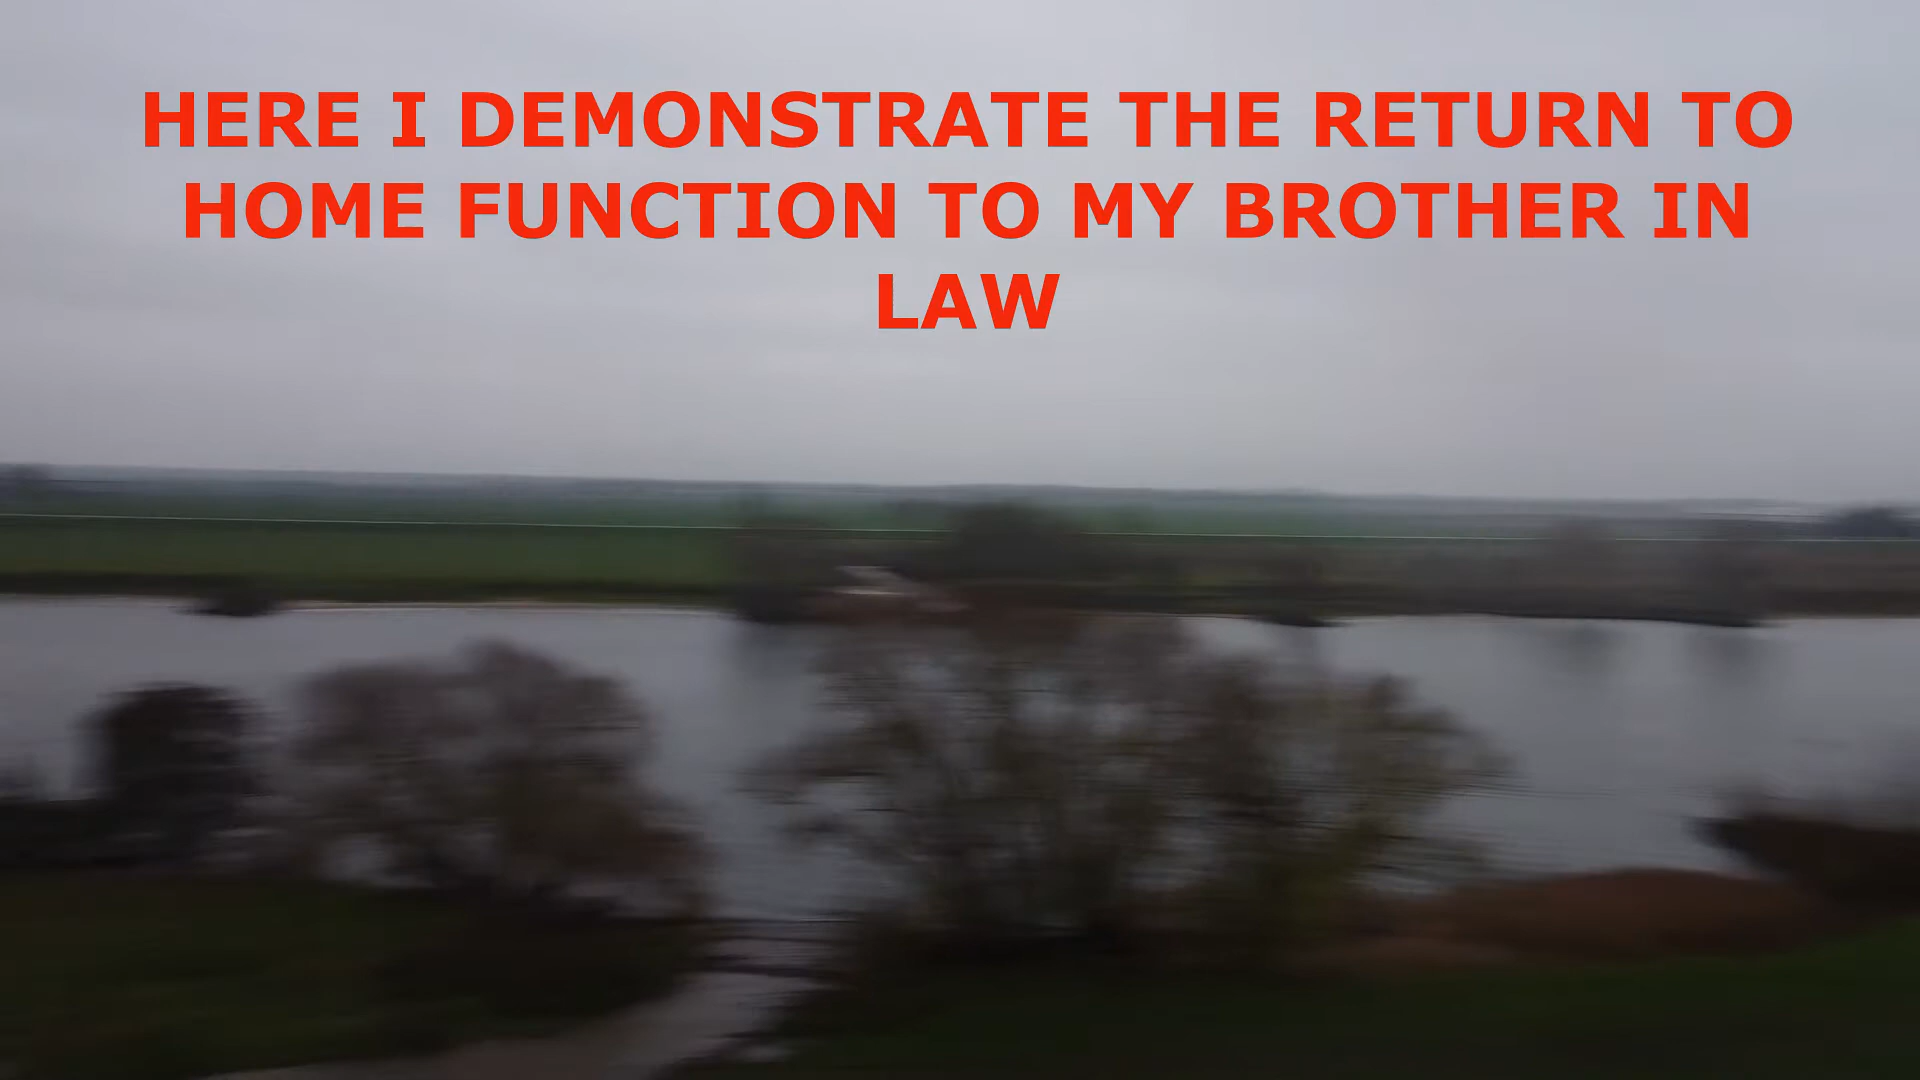 HERE I DEMONSTRATE THE RETURN TO
HOME FUNCTION TO MY BROTHER IN
LAW